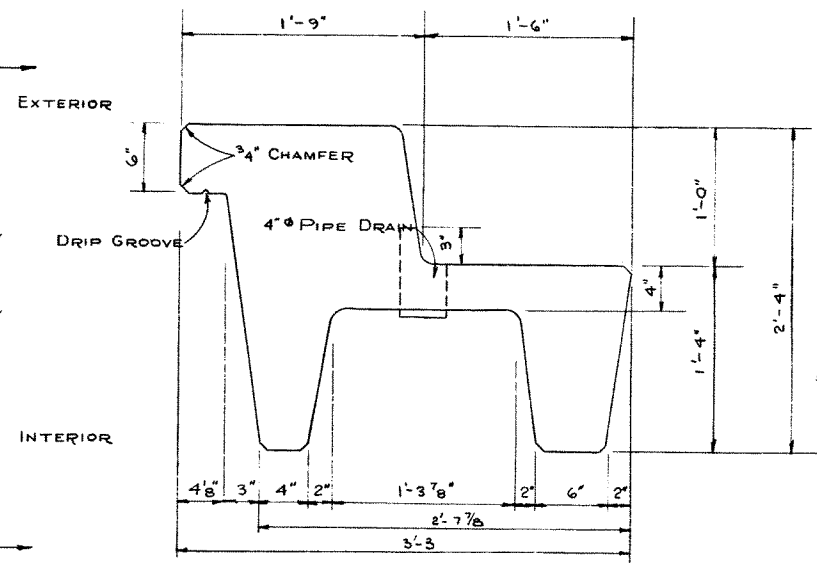 1'-9" 1'-6"
EXTERIOR
6"
3/4" CHAMFER
1'-0"
4" ⌀ PIPE DRAIN
3"
DRIP GROOVE
4"
2'-4"
1'-4"
INTERIOR
4 1/8" 3" 4" 2" 1'-3 7/8" 2" 6" 2"
2'-7 7/8
3'-3